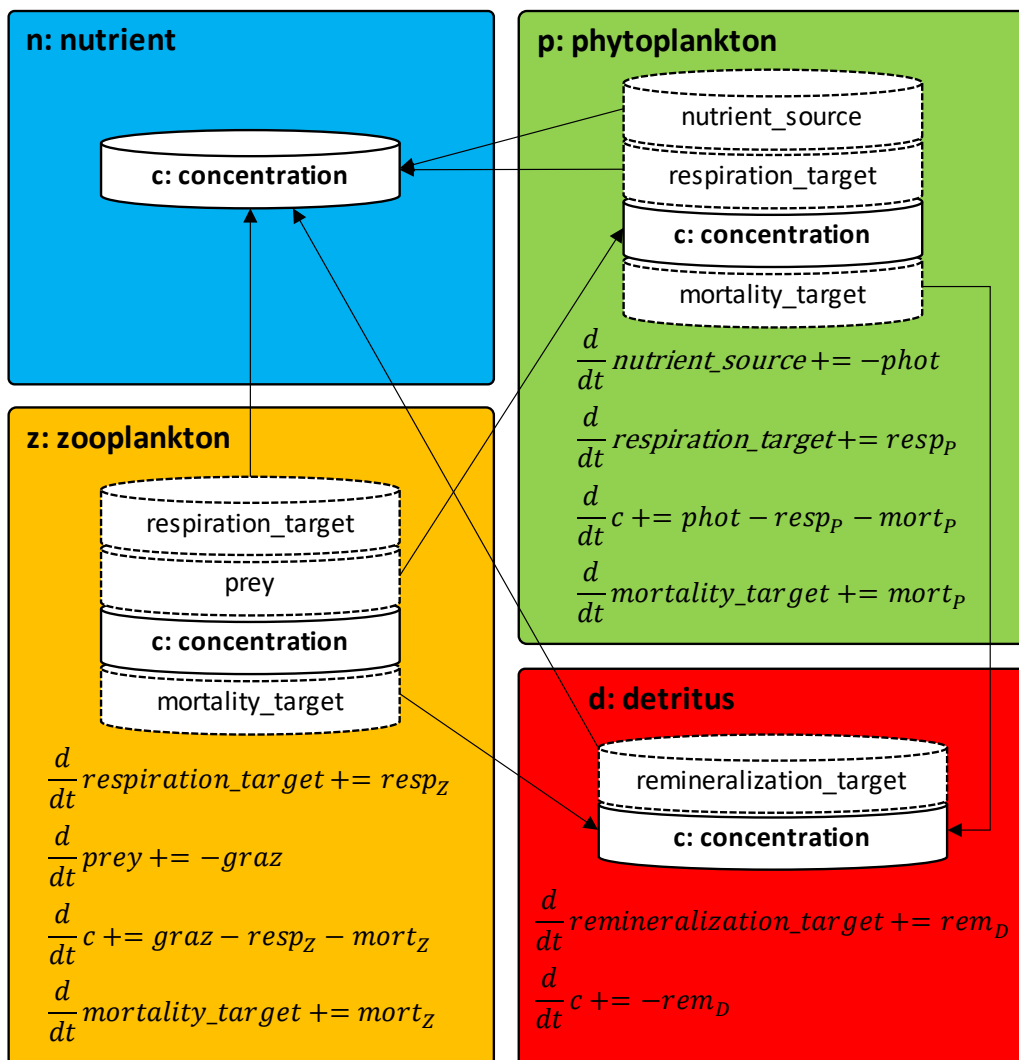 n: nutrient
c: concentration
p: phytoplankton
nutrient_source
respiration_target
c: concentration
mortality_target
d/dt nutrient_source += −phot
d/dt respiration_target += resp_P
d/dt c += phot − resp_P − mort_P
d/dt mortality_target += mort_P
z: zooplankton
respiration_target
prey
c: concentration
mortality_target
d/dt respiration_target += resp_Z
d/dt prey += −graz
d/dt c += graz − resp_Z − mort_Z
d/dt mortality_target += mort_Z
d: detritus
remineralization_target
c: concentration
d/dt remineralization_target += rem_D
d/dt c += −rem_D